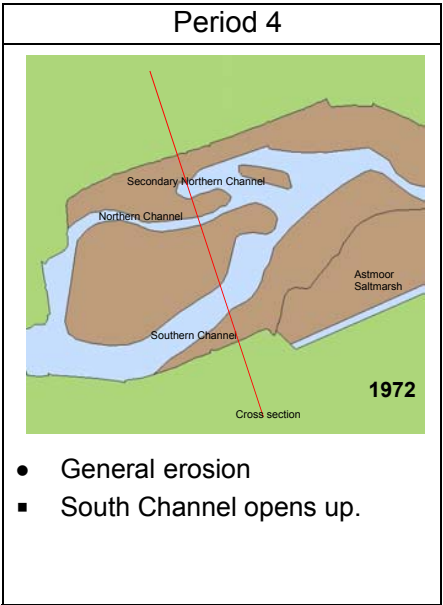 Period 4
Secondary Northern Channel
Northern Channel
Astmoor
Saltmarsh
Southern Channel
1972
Cross section
● General erosion
▪ South Channel opens up.